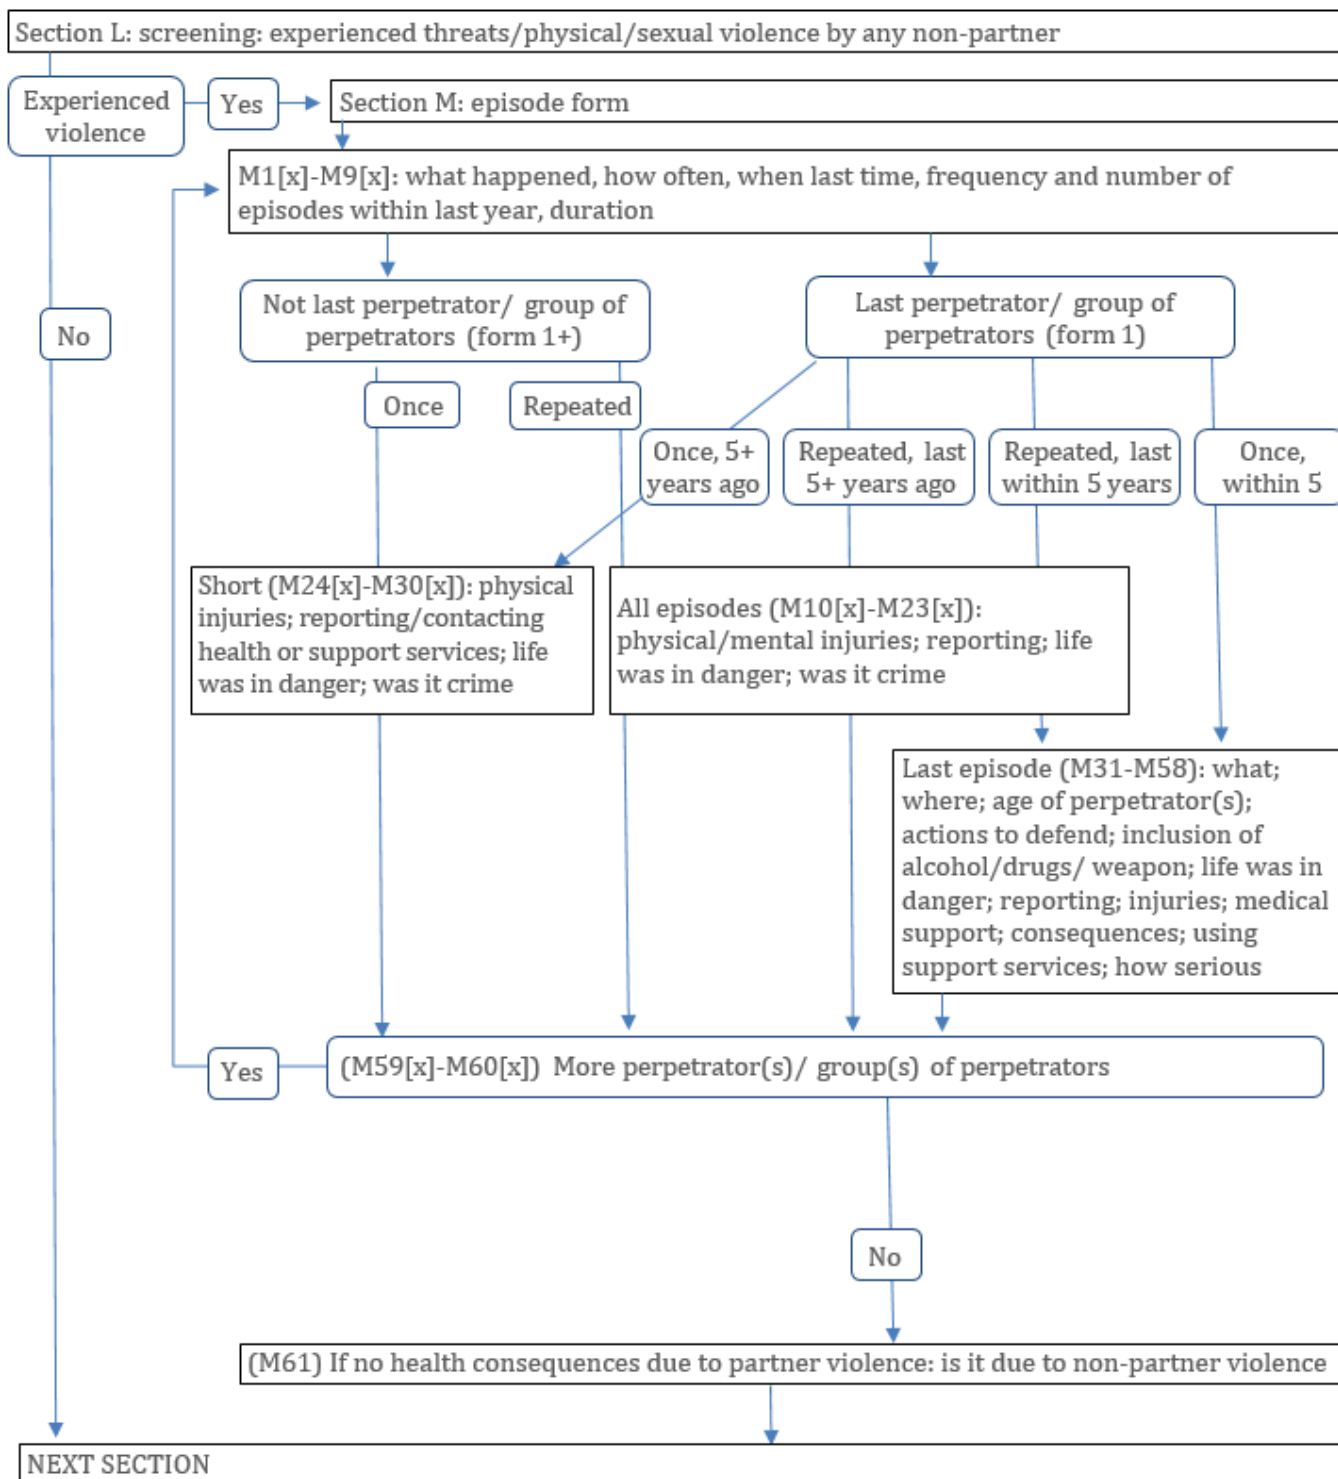 Section L: screening: experienced threats/physical/sexual violence by any non-partner
Experienced
violence
Yes
Section M: episode form
M1[x]-M9[x]: what happened, how often, when last time, frequency and number of
episodes within last year, duration
No
Not last perpetrator/ group of
perpetrators (form 1+)
Last perpetrator/ group of
perpetrators (form 1)
Once
Repeated
Once, 5+
years ago
Repeated, last
5+ years ago
Repeated, last
within 5 years
Once,
within 5
Short (M24[x]-M30[x]): physical
injuries; reporting/contacting
health or support services; life
was in danger; was it crime
All episodes (M10[x]-M23[x]):
physical/mental injuries; reporting; life
was in danger; was it crime
Last episode (M31-M58): what;
where; age of perpetrator(s);
actions to defend; inclusion of
alcohol/drugs/ weapon; life was in
danger; reporting; injuries; medical
support; consequences; using
support services; how serious
Yes
(M59[x]-M60[x]) More perpetrator(s)/ group(s) of perpetrators
No
(M61) If no health consequences due to partner violence: is it due to non-partner violence
NEXT SECTION